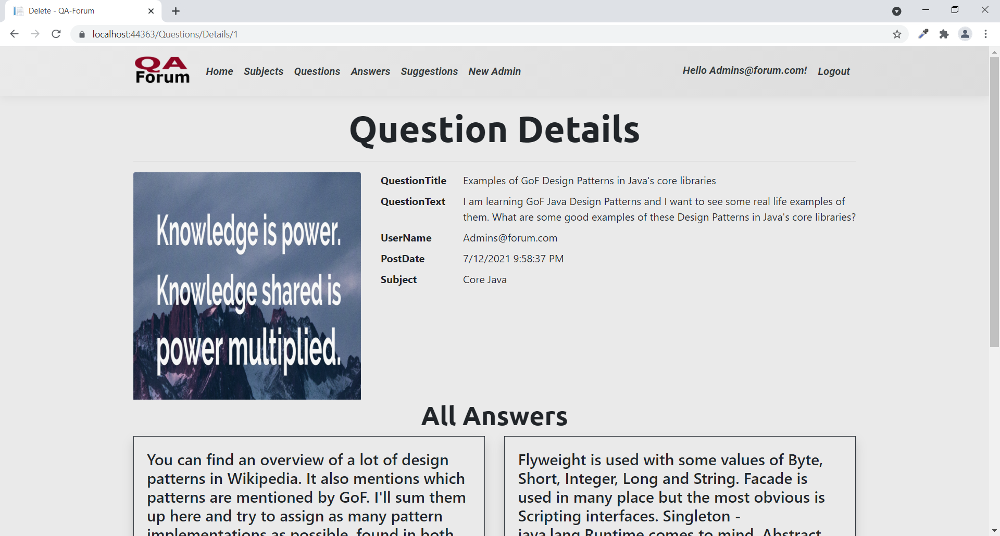 Delete - QA-Forum
localhost:44363/Questions/Details/1
QA
Forum
Home Subjects Questions Answers Suggestions New Admin Hello Admins@forum.com! Logout
Question Details
Knowledge is power.
Knowledge shared is
power multiplied.
QuestionTitle Examples of GoF Design Patterns in Java's core libraries
QuestionText I am learning GoF Java Design Patterns and I want to see some real life examples of
them. What are some good examples of these Design Patterns in Java's core libraries?
UserName Admins@forum.com
PostDate 7/12/2021 9:58:37 PM
Subject Core Java
All Answers
You can find an overview of a lot of design
patterns in Wikipedia. It also mentions which
patterns are mentioned by GoF. I'll sum them
up here and try to assign as many pattern
implementations as possible, found in both
Flyweight is used with some values of Byte,
Short, Integer, Long and String. Facade is
used in many place but the most obvious is
Scripting interfaces. Singleton -
java.lang.Runtime comes to mind. Abstract